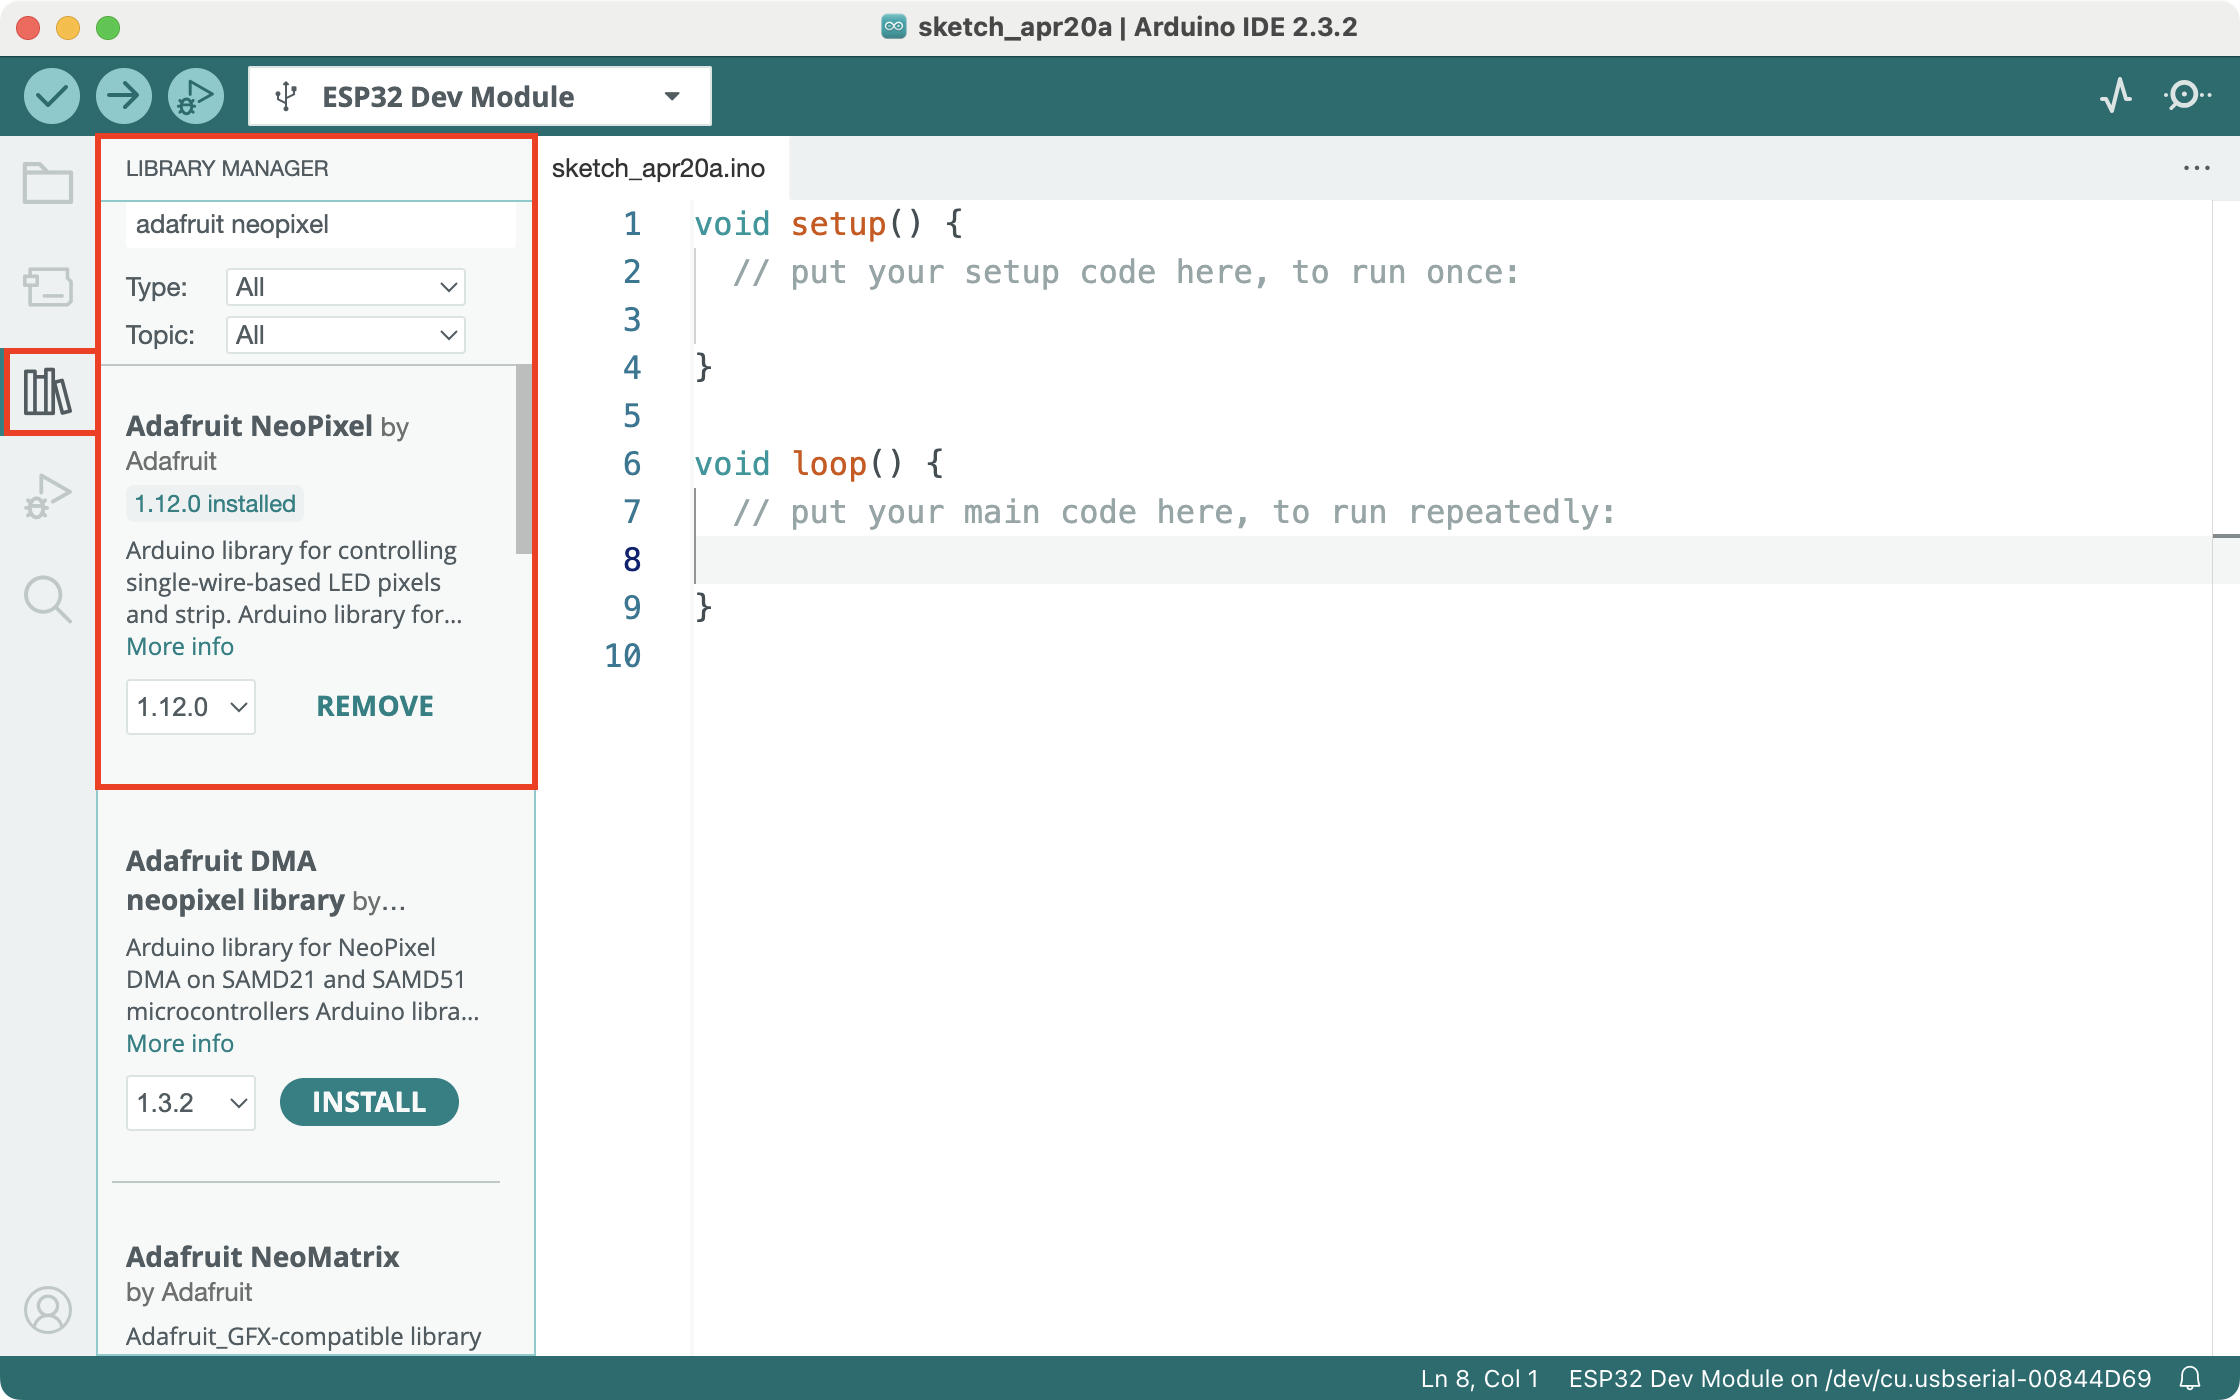 sketch_apr20a | Arduino IDE 2.3.2
ESP32 Dev Module
LIBRARY MANAGER
adafruit neopixel
Type: All
Topic: All
Adafruit NeoPixel by
Adafruit
1.12.0 installed
Arduino library for controlling
single-wire-based LED pixels
and strip. Arduino library for...
More info
1.12.0 REMOVE
Adafruit DMA
neopixel library by...
Arduino library for NeoPixel
DMA on SAMD21 and SAMD51
microcontrollers Arduino libra...
More info
1.3.2 INSTALL
Adafruit NeoMatrix
by Adafruit
Adafruit_GFX-compatible library
sketch_apr20a.ino
1 void setup() {
2 // put your setup code here, to run once:
3
4 }
5
6 void loop() {
7 // put your main code here, to run repeatedly:
8
9 }
10
Ln 8, Col 1 ESP32 Dev Module on /dev/cu.usbserial-00844D69